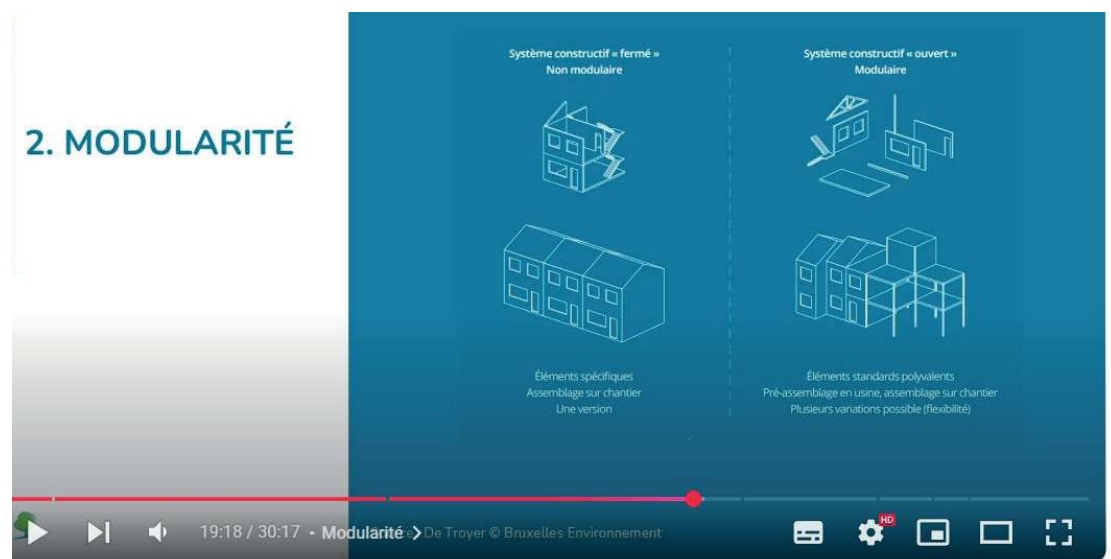 2. MODULARITÉ
Système constructif « fermé »
Non modulaire
Système constructif « ouvert »
Modulaire
Éléments spécifiques
Assemblage sur chantier
Une version
Éléments standards polyvalents
Pré-assemblage en usine, assemblage sur chantier
Plusieurs variations possible (flexibilité)
19:18 / 30:17 • Modularité
De Troyer © Bruxelles Environnement
HD